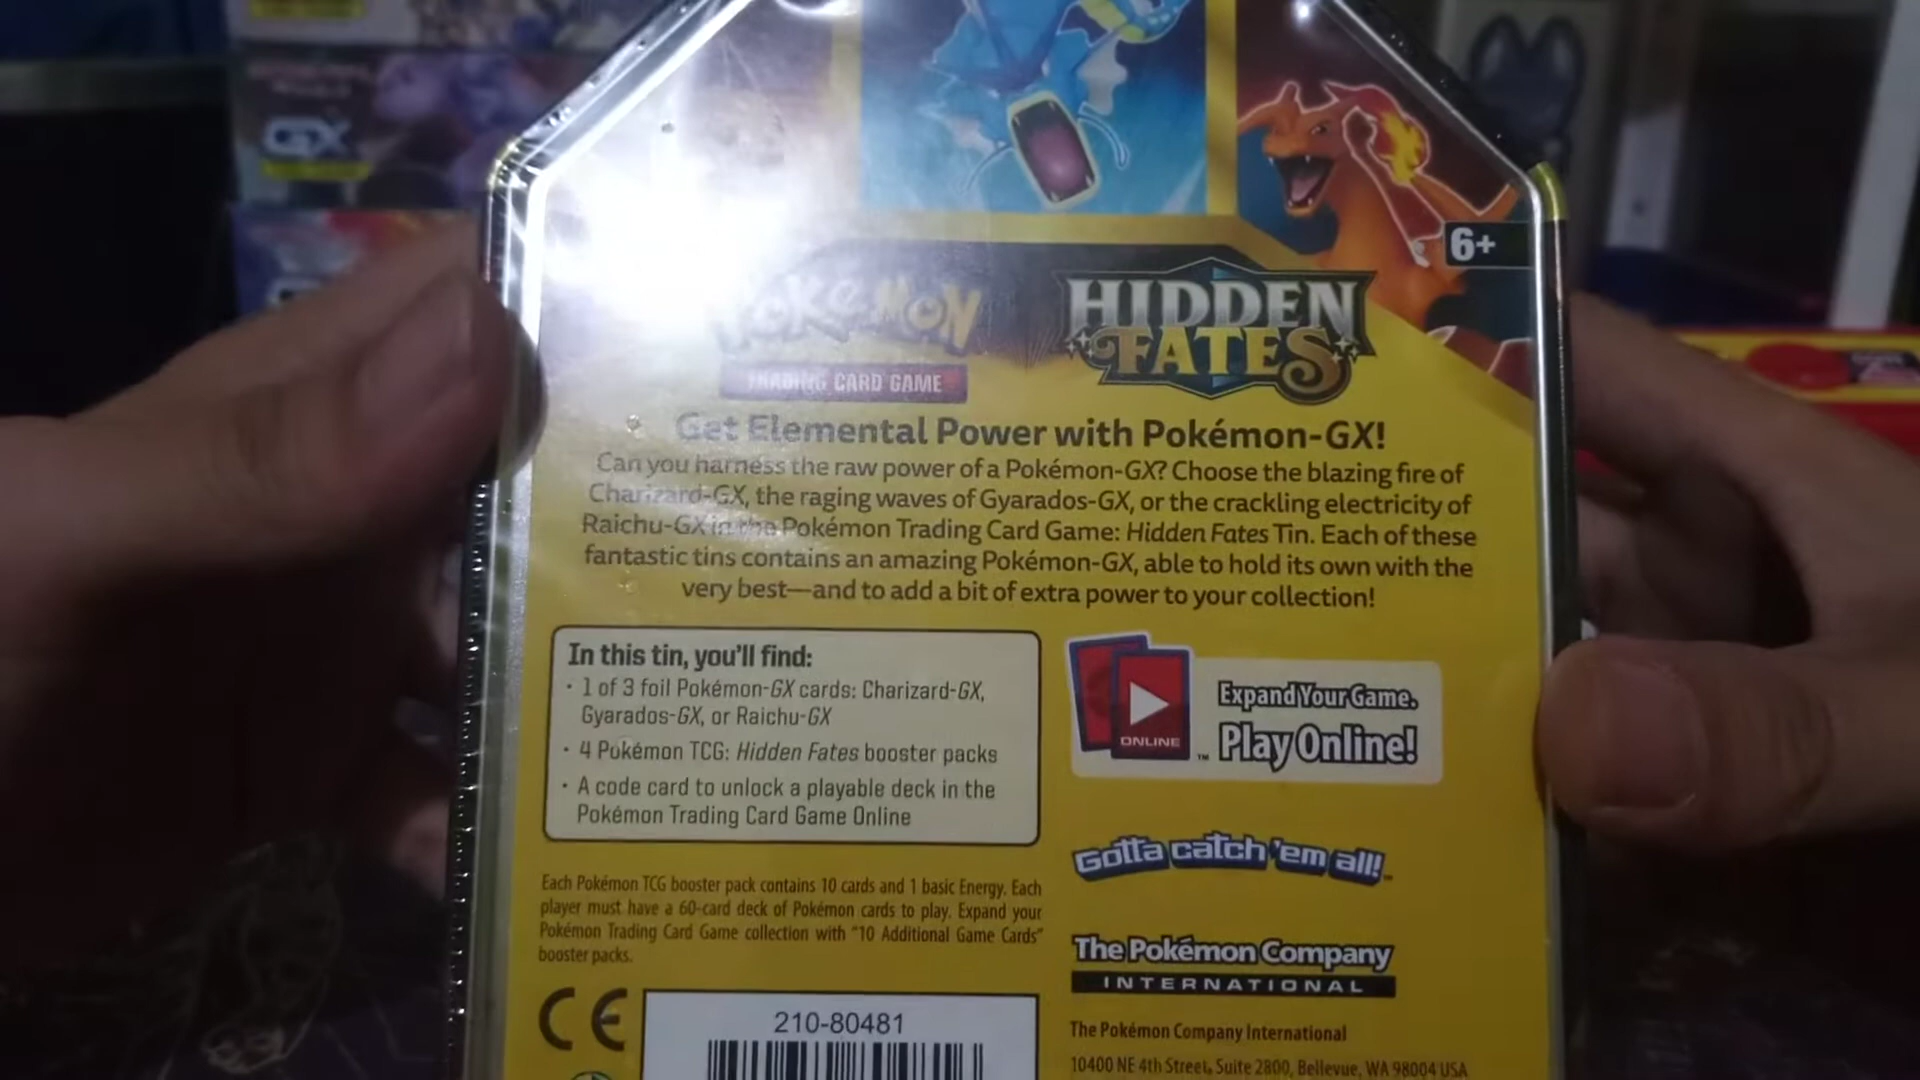 GX
6+
POKéMON
HIDDEN
FATES
TRADING CARD GAME
Get Elemental Power with Pokémon-GX!
Can you harness the raw power of a Pokémon-GX? Choose the blazing fire of
Charizard-GX, the raging waves of Gyarados-GX, or the crackling electricity of
Raichu-GX in the Pokémon Trading Card Game: Hidden Fates Tin. Each of these
fantastic tins contains an amazing Pokémon-GX, able to hold its own with the
very best—and to add a bit of extra power to your collection!
In this tin, you'll find:
· 1 of 3 foil Pokémon-GX cards: Charizard-GX,
Gyarados-GX, or Raichu-GX
· 4 Pokémon TCG: Hidden Fates booster packs
· A code card to unlock a playable deck in the
Pokémon Trading Card Game Online
ONLINE
™
Expand Your Game.
Play Online!
Gotta catch 'em all!™
Each Pokémon TCG booster pack contains 10 cards and 1 basic Energy. Each
player must have a 60-card deck of Pokémon cards to play. Expand your
Pokémon Trading Card Game collection with "10 Additional Game Cards"
booster packs.
The Pokémon Company
INTERNATIONAL
CE
210-80481
The Pokémon Company International
10400 NE 4th Street, Suite 2800, Bellevue, WA 98004 USA